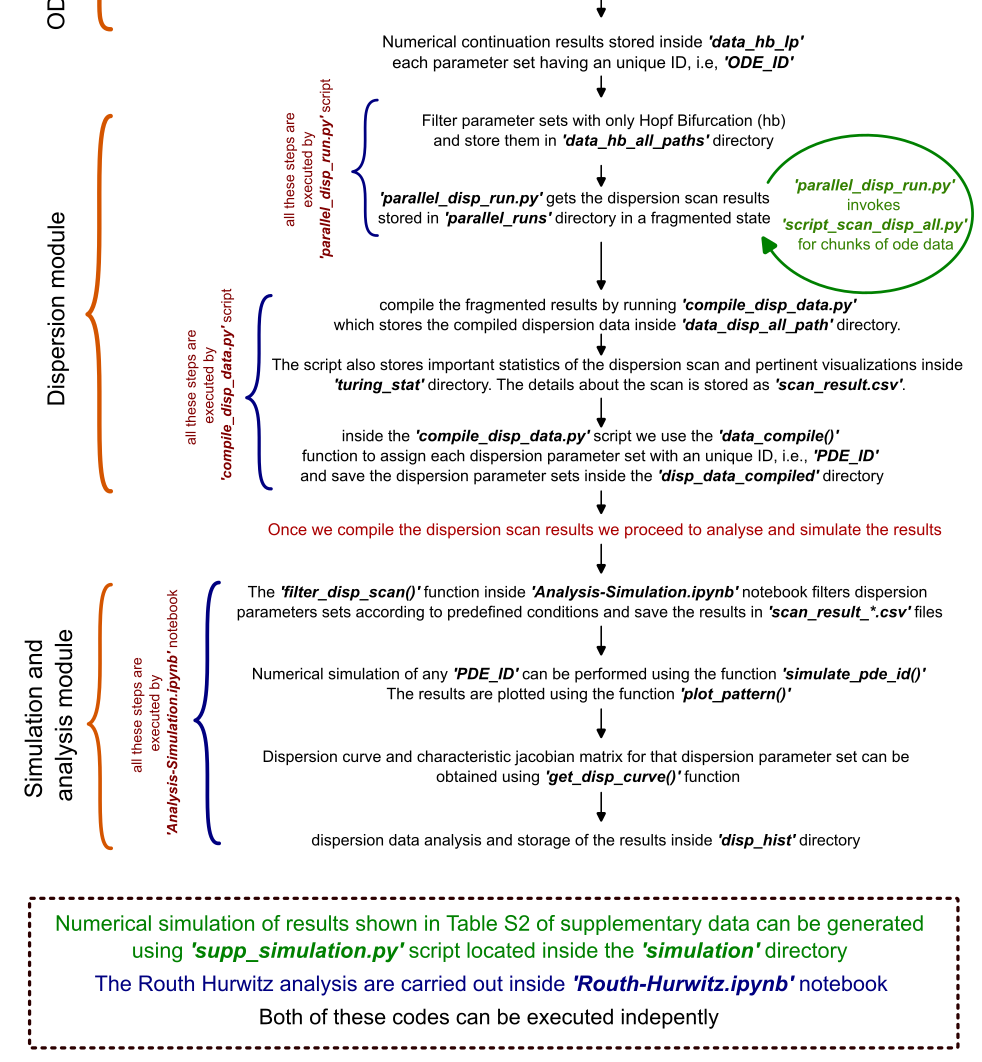 OD
Numerical continuation results stored inside 'data_hb_lp'
each parameter set having an unique ID, i.e, 'ODE_ID'
Dispersion module
all these steps are
executed by
'parallel_disp_run.py' script
Filter parameter sets with only Hopf Bifurcation (hb)
and store them in 'data_hb_all_paths' directory
'parallel_disp_run.py' gets the dispersion scan results
stored in 'parallel_runs' directory in a fragmented state
'parallel_disp_run.py'
invokes
'script_scan_disp_all.py'
for chunks of ode data
all these steps are
executed by
'compile_disp_data.py' script
compile the fragmented results by running 'compile_disp_data.py'
which stores the compiled dispersion data inside 'data_disp_all_path' directory.
The script also stores important statistics of the dispersion scan and pertinent visualizations inside
'turing_stat' directory. The details about the scan is stored as 'scan_result.csv'.
inside the 'compile_disp_data.py' script we use the 'data_compile()'
function to assign each dispersion parameter set with an unique ID, i.e., 'PDE_ID'
and save the dispersion parameter sets inside the 'disp_data_compiled' directory
Once we compile the dispersion scan results we proceed to analyse and simulate the results
Simulation and
analysis module
all these steps are
executed by
'Analysis-Simulation.ipynb' notebook
The 'filter_disp_scan()' function inside 'Analysis-Simulation.ipynb' notebook filters dispersion
parameters sets according to predefined conditions and save the results in 'scan_result_*.csv' files
Numerical simulation of any 'PDE_ID' can be performed using the function 'simulate_pde_id()'
The results are plotted using the function 'plot_pattern()'
Dispersion curve and characteristic jacobian matrix for that dispersion parameter set can be
obtained using 'get_disp_curve()' function
dispersion data analysis and storage of the results inside 'disp_hist' directory
Numerical simulation of results shown in Table S2 of supplementary data can be generated
using 'supp_simulation.py' script located inside the 'simulation' directory
The Routh Hurwitz analysis are carried out inside 'Routh-Hurwitz.ipynb' notebook
Both of these codes can be executed indepently